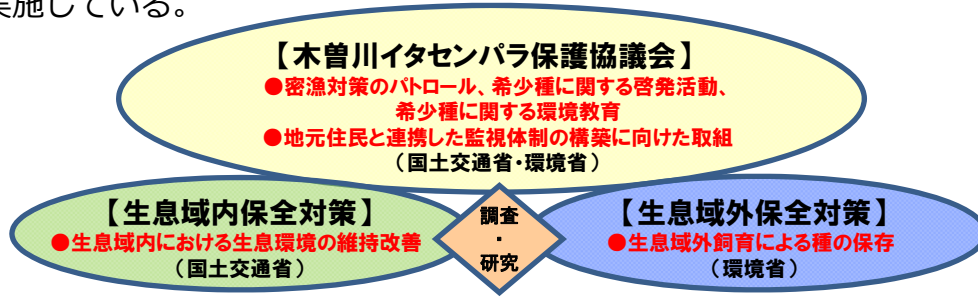 実施している。
【木曽川イタセンパラ保護協議会】
●密漁対策のパトロール、希少種に関する啓発活動、
希少種に関する環境教育
●地元住民と連携した監視体制の構築に向けた取組
（国土交通省・環境省）
【生息域内保全対策】
●生息域内における生息環境の維持改善
（国土交通省）
調査
・
研究
【生息域外保全対策】
●生息域外飼育による種の保存
（環境省）